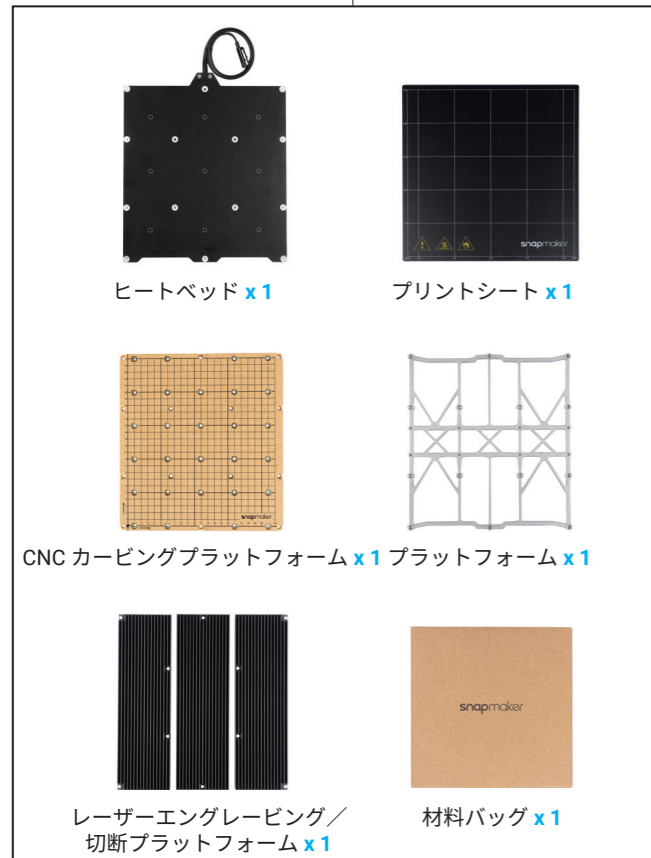 ヒートベッド x 1
プリントシート x 1
snapmaker
CNC カービングプラットフォーム x 1
プラットフォーム x 1
snapmaker
レーザーエングレービング／
切断プラットフォーム x 1
snapmaker
材料バッグ x 1